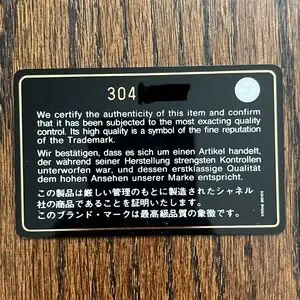 304
We certify the authenticity of this item and confirm
that it has been subjected to the most exacting quality
control. Its high quality is a symbol of the fine reputation
of the Trademark.
Wir bestätigen, dass es sich um einen Artikel handelt,
der während seiner Herstellung strengsten Kontrollen
unterworfen war, und dessen erstklassige Qualität
dem hohen Ansehen unserer Marke entspricht.
この製品は厳しい管理のもとに製造されたシャネル
社の商品であることを証明いたします。
このブランド・マークは最高級品質の象徴です。